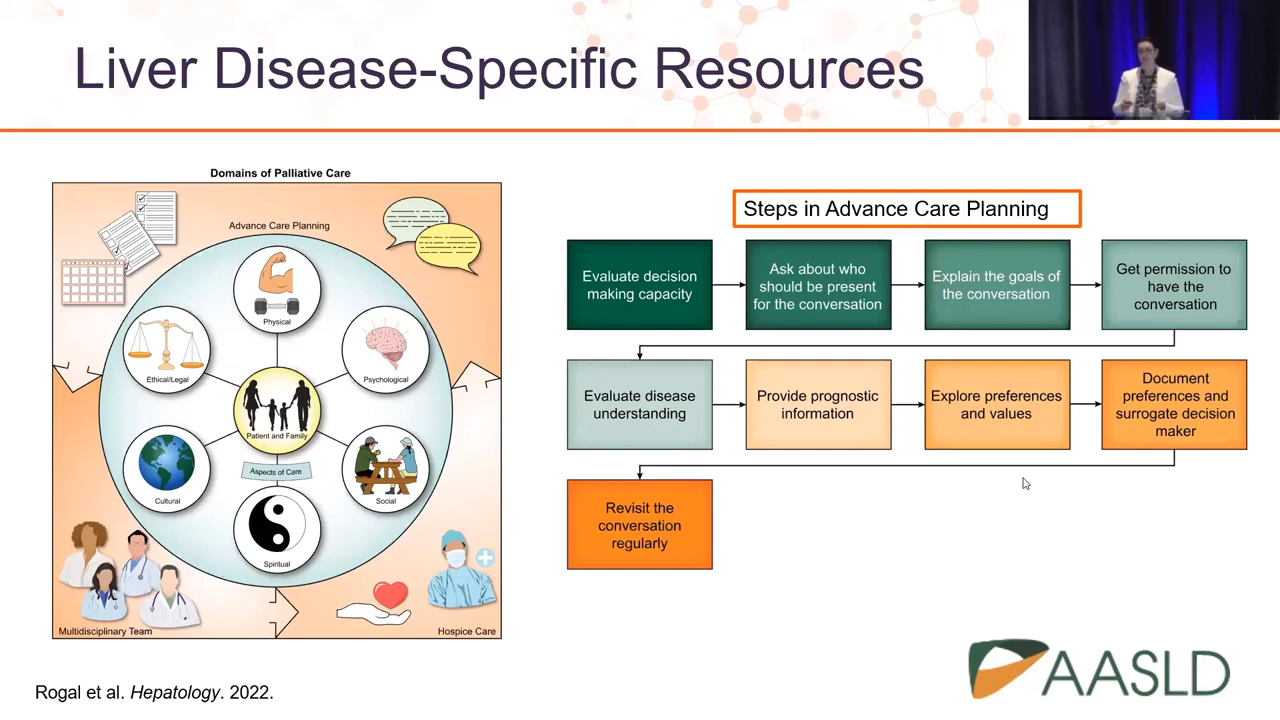 Liver Disease-Specific Resources
Domains of Palliative Care
Advance Care Planning
Physical
Ethical/Legal
Psychological
Patient and Family
Aspects of Care
Cultural
Social
Spiritual
Multidisciplinary Team
Hospice Care
Steps in Advance Care Planning
Evaluate decision
making capacity
Ask about who
should be present
for the conversation
Explain the goals of
the conversation
Get permission to
have the
conversation
Evaluate disease
understanding
Provide prognostic
information
Explore preferences
and values
Document
preferences and
surrogate decision
maker
Revisit the
conversation
regularly
Rogal et al. Hepatology. 2022.
AASLD